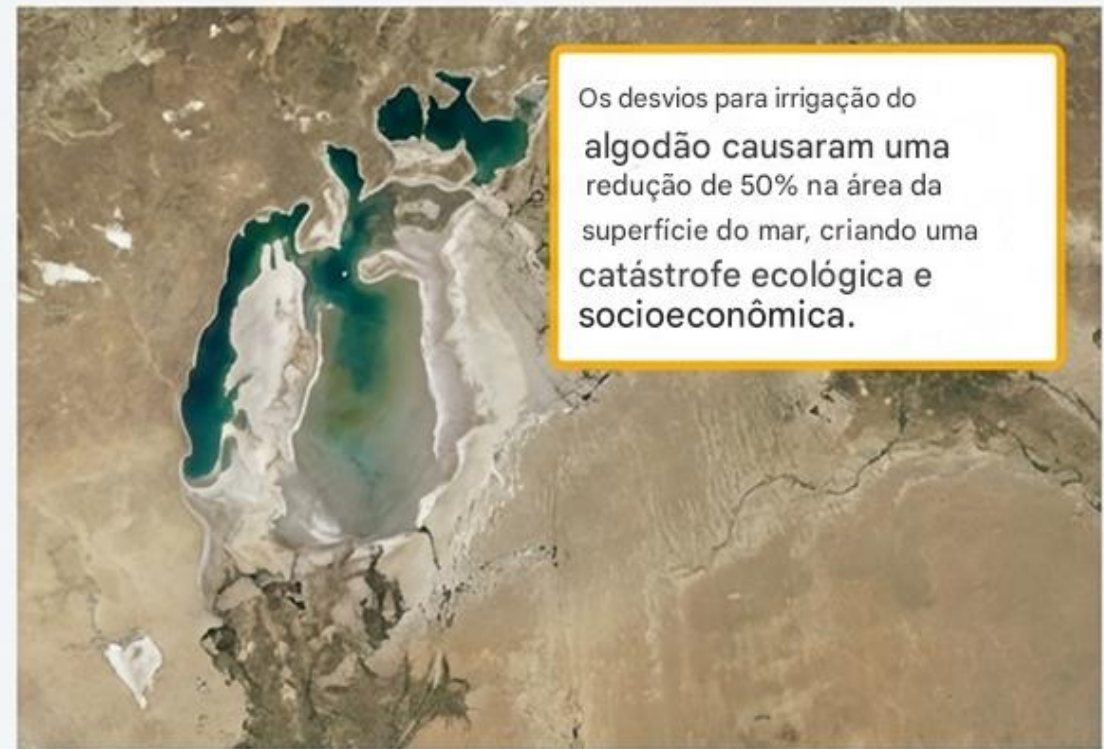 Os desvios para irrigação do
algodão causaram uma
redução de 50% na área da
superfície do mar, criando uma
catástrofe ecológica e
socioeconômica.